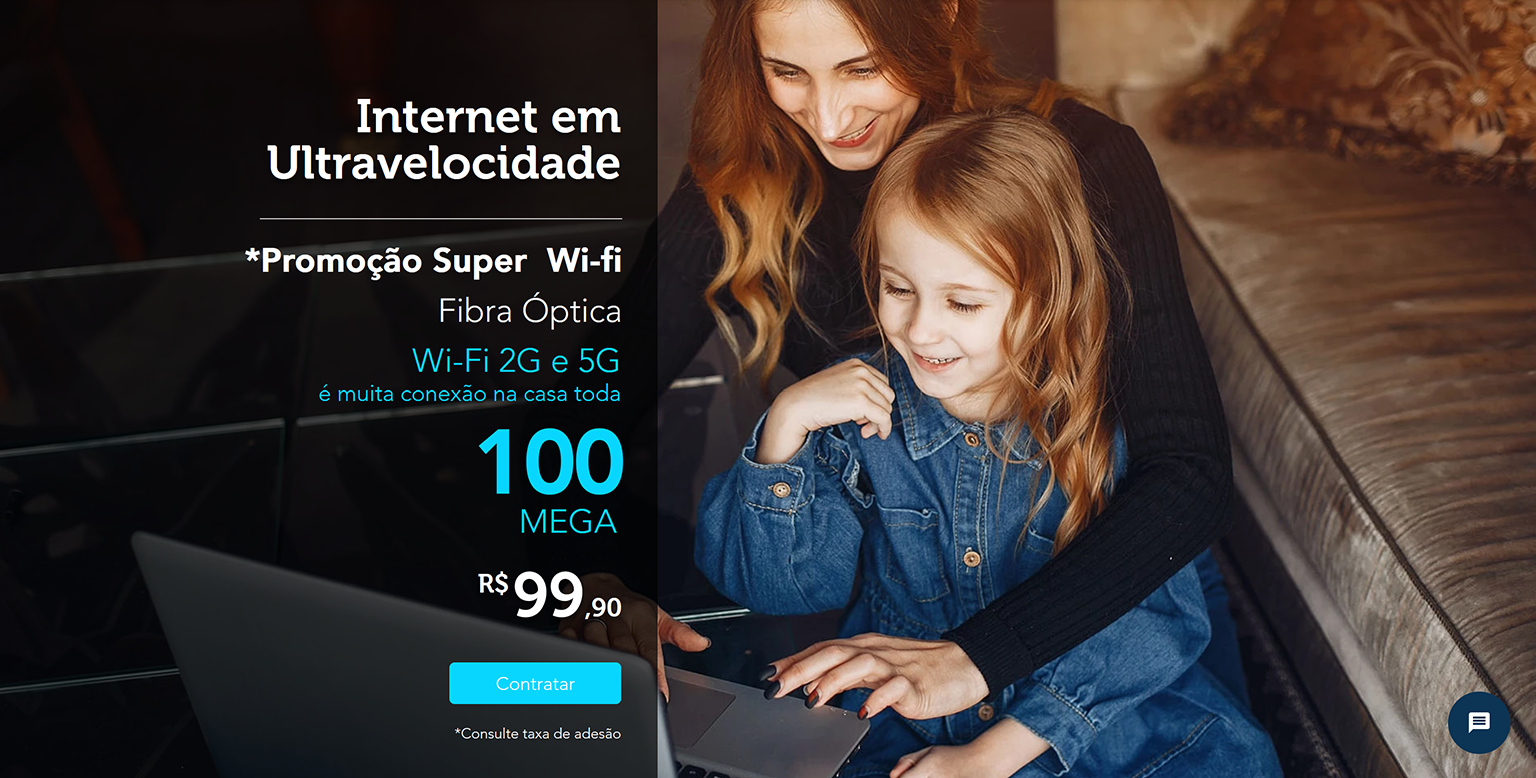 Internet em
Ultravelocidade
*Promoção Super Wi-fi
Fibra Óptica
Wi-Fi 2G e 5G
é muita conexão na casa toda
100
MEGA
R$99,90
Contratar
*Consulte taxa de adesão